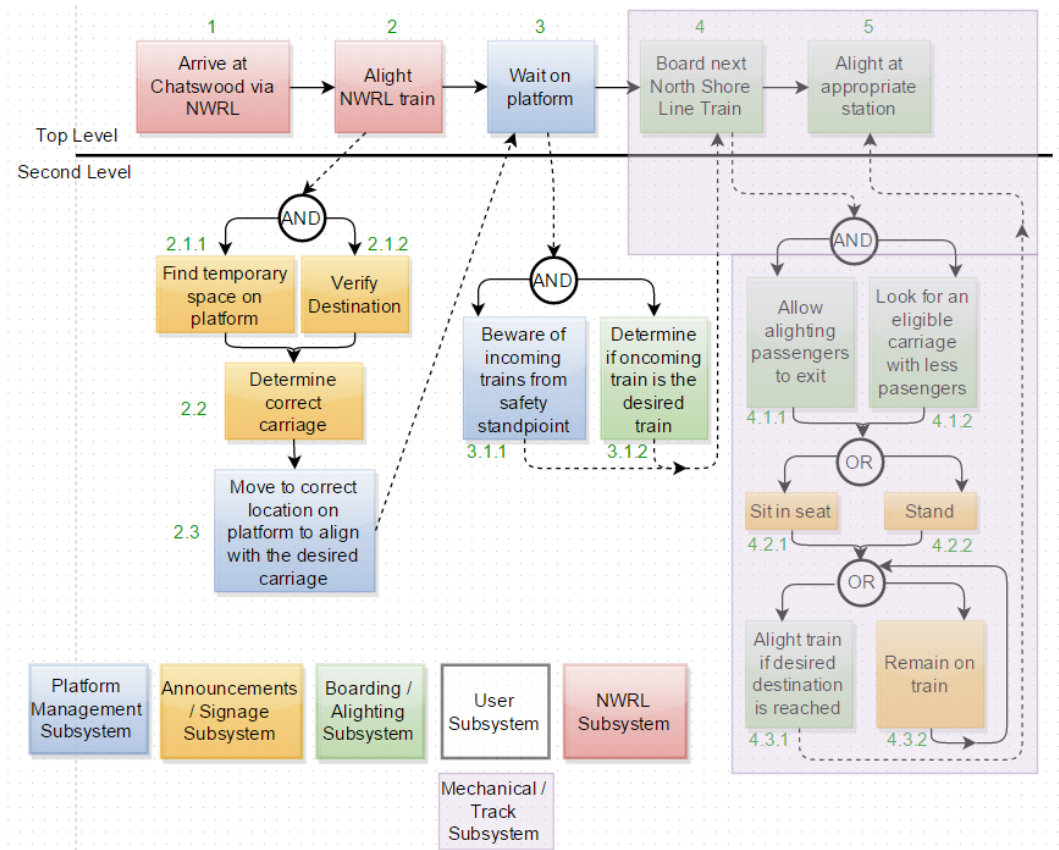 1
2
3
4
5
Arrive at
Chatswood via
NWRL
Alight
NWRL train
Wait on
platform
Board next
North Shore
Line Train
Alight at
appropriate
station
Top Level
Second Level
AND
2.1.1
2.1.2
Find temporary
space on
platform
Verify
Destination
2.2
Determine
correct
carriage
2.3
Move to correct
location on
platform to align
with the desired
carriage
AND
Beware of
incoming
trains from
safety
standpioint
Determine
if oncoming
train is the
desired
train
3.1.1
3.1.2
AND
Allow
alighting
passengers
to exit
Look for an
eligible
carriage
with less
pasengers
4.1.1
4.1.2
OR
Sit in seat
Stand
4.2.1
4.2.2
OR
Alight train
if desired
destination
is reached
Remain on
train
4.3.1
4.3.2
Platform
Management
Subsystem
Announcements
/ Signage
Subsystem
Boarding /
Alighting
Subsystem
User
Subsystem
NWRL
Subsystem
Mechanical /
Track
Subsystem